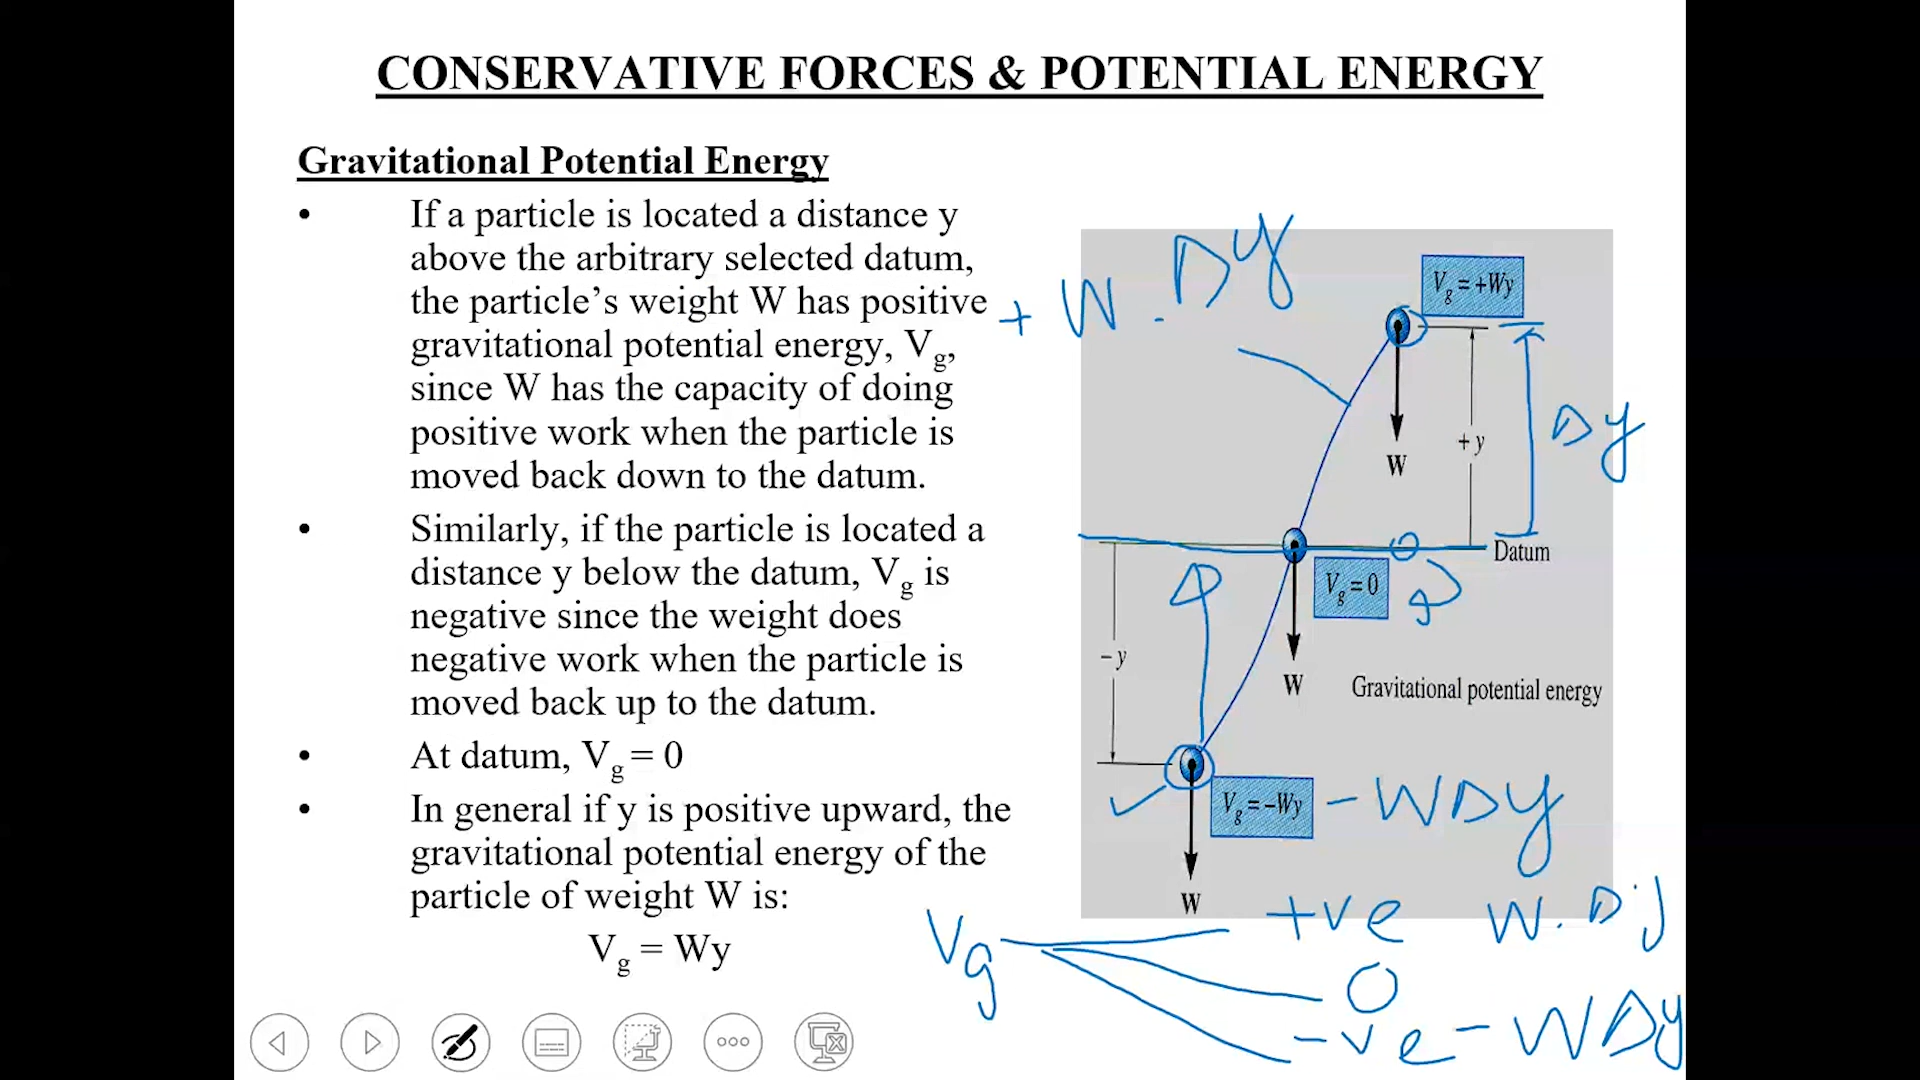 CONSERVATIVE FORCES & POTENTIAL ENERGY
Gravitational Potential Energy
• If a particle is located a distance y
above the arbitrary selected datum,
the particle’s weight W has positive
gravitational potential energy, Vg,
since W has the capacity of doing
positive work when the particle is
moved back down to the datum.
• Similarly, if the particle is located a
distance y below the datum, Vg is
negative since the weight does
negative work when the particle is
moved back up to the datum.
• At datum, Vg = 0
• In general if y is positive upward, the
gravitational potential energy of the
particle of weight W is:
Vg = Wy
+ W . Δy
Vg = +Wy
W
+ y
Δy
Datum
Vg = 0
W
– y
Gravitational potential energy
Vg = –Wy
- WΔy
W
Vg
+ve W. Δy
0
-ve - WΔy